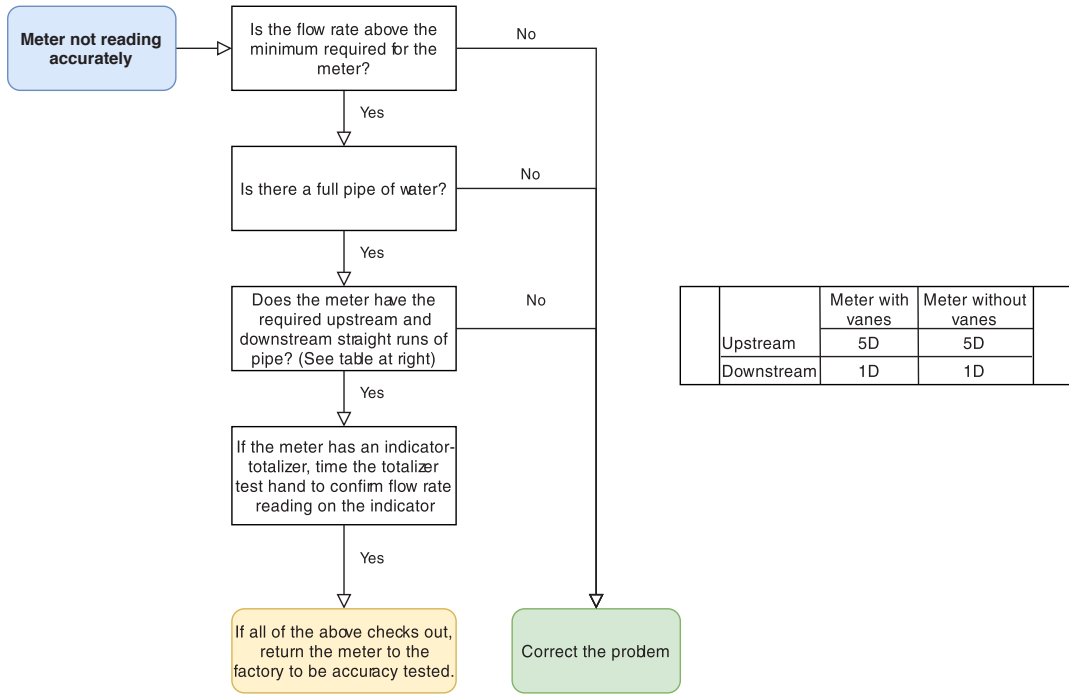 Meter not reading
accurately
Is the flow rate above the
minimum required for the
meter?
No
Yes
Is there a full pipe of water?
No
Yes
Does the meter have the
required upstream and
downstream straight runs of
pipe? (See table at right)
No
Yes
If the meter has an indicator-
totalizer, time the totalizer
test hand to confirm flow rate
reading on the indicator
Yes
If all of the above checks out,
return the meter to the
factory to be accuracy tested.
Correct the problem
Meter with
vanes
Meter without
vanes
Upstream 5D 5D
Downstream 1D 1D